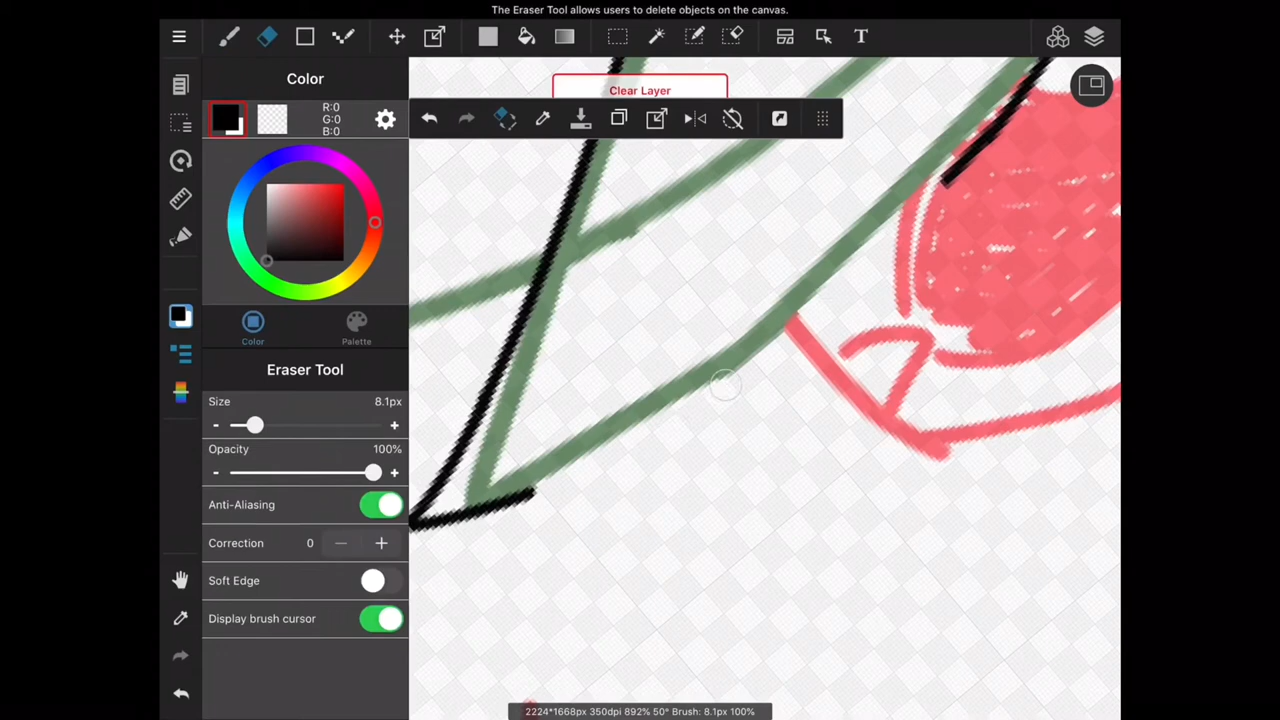 The Eraser Tool allows users to delete objects on the canvas.
T
Color
R:0
G:0
B:0
Clear Layer
Color
Palette
Eraser Tool
Size 8.1px
- +
Opacity 100%
- +
Anti-Aliasing
Correction 0 - +
Soft Edge
Display brush cursor
2224*1668px 350dpi 892% 50° Brush: 8.1px 100%